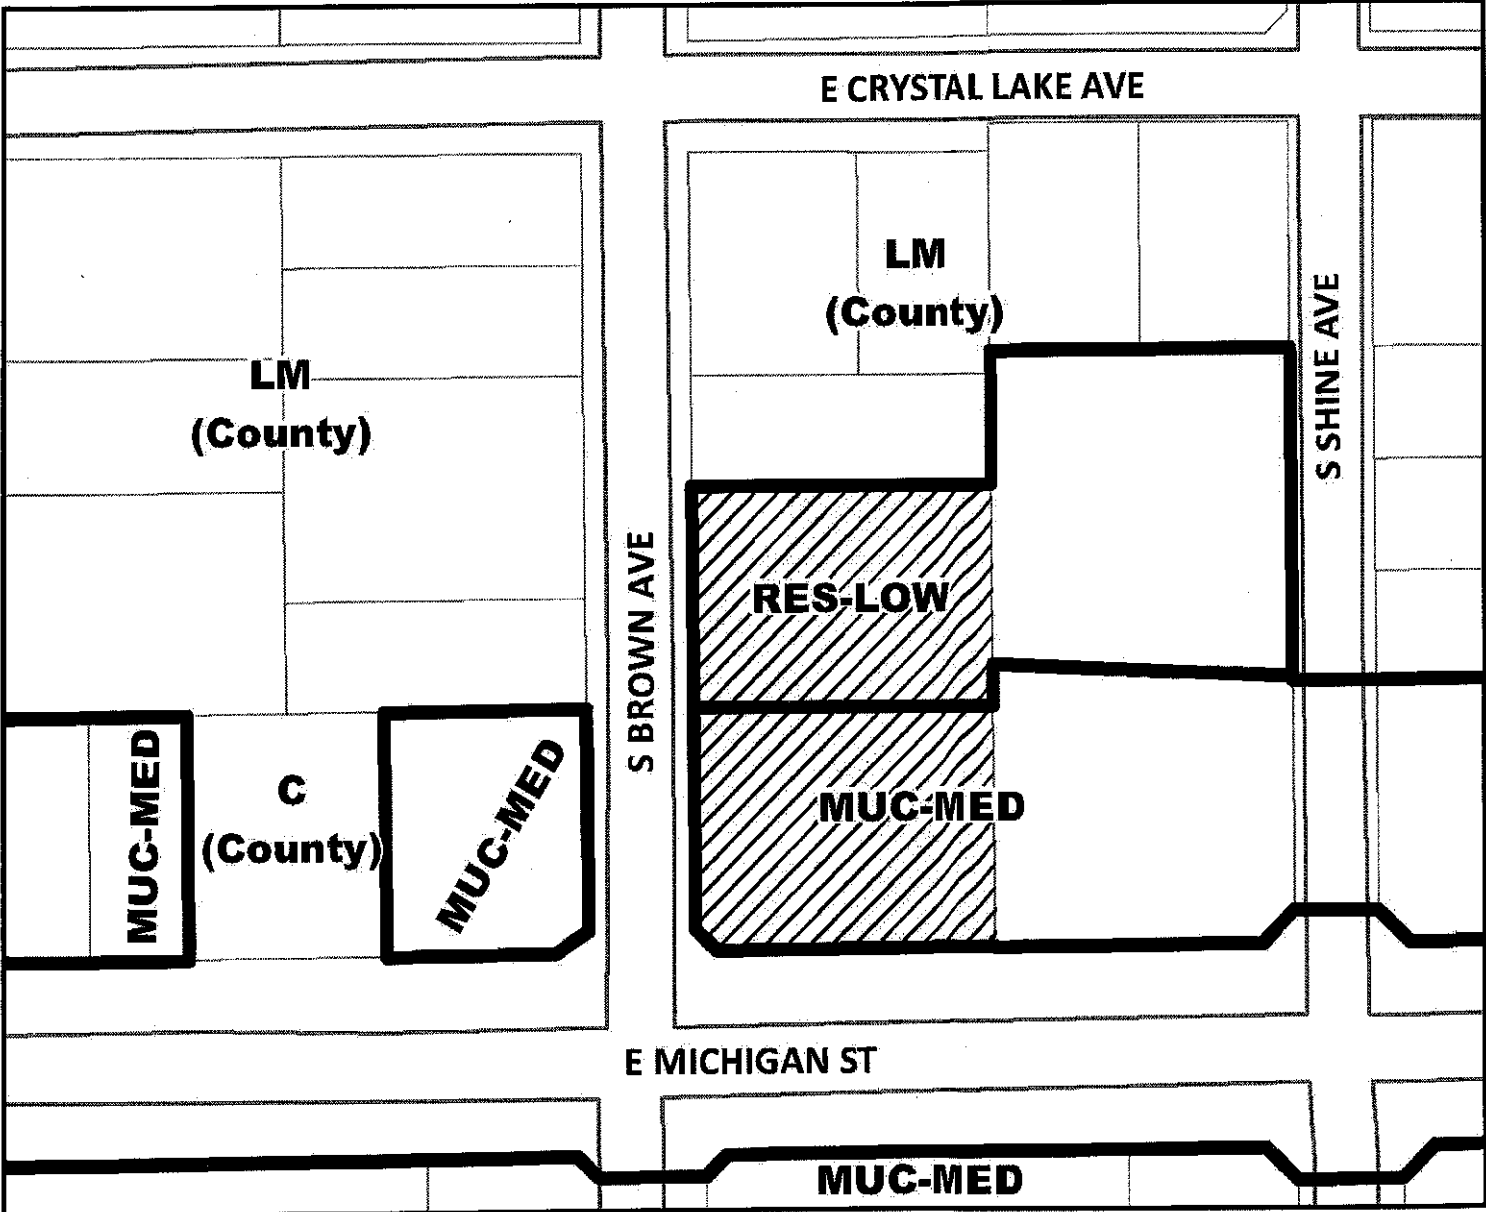 E CRYSTAL LAKE AVE
LM
(County)
S SHINE AVE
LM
(County)
RES-LOW
S BROWN AVE
MUC-MED
C
(County)
MUC-MED
MUC-MED
E MICHIGAN ST
MUC-MED